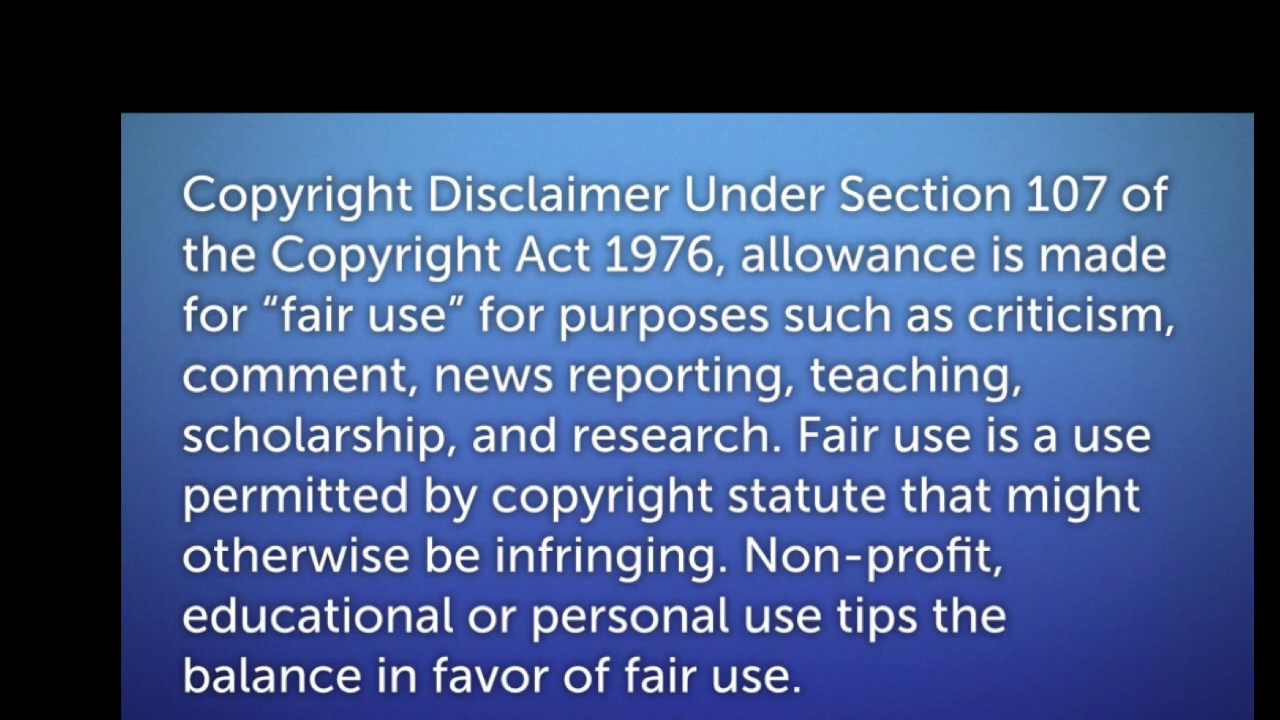 Copyright Disclaimer Under Section 107 of
the Copyright Act 1976, allowance is made
for “fair use” for purposes such as criticism,
comment, news reporting, teaching,
scholarship, and research. Fair use is a use
permitted by copyright statute that might
otherwise be infringing. Non-profit,
educational or personal use tips the
balance in favor of fair use.